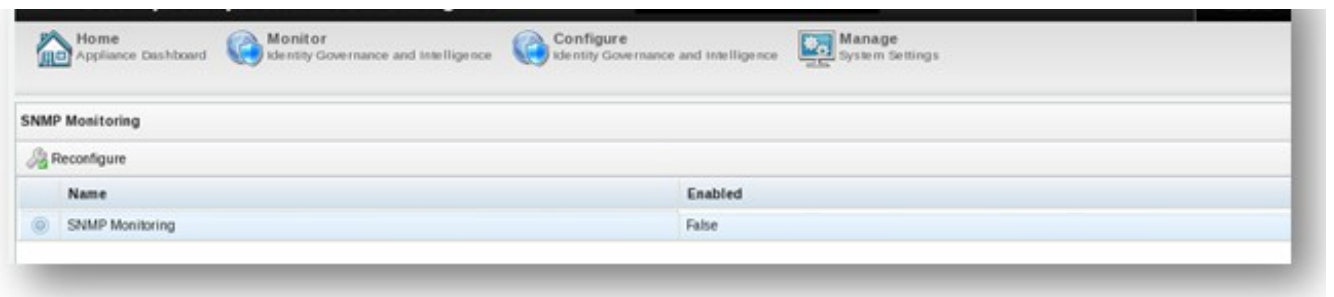 Home
Appliance Dashboard
Monitor
Identity Governance and Intelligence
Configure
Identity Governance and Intelligence
Manage
System Settings
SNMP Monitoring
Reconfigure
Name Enabled
SNMP Monitoring False